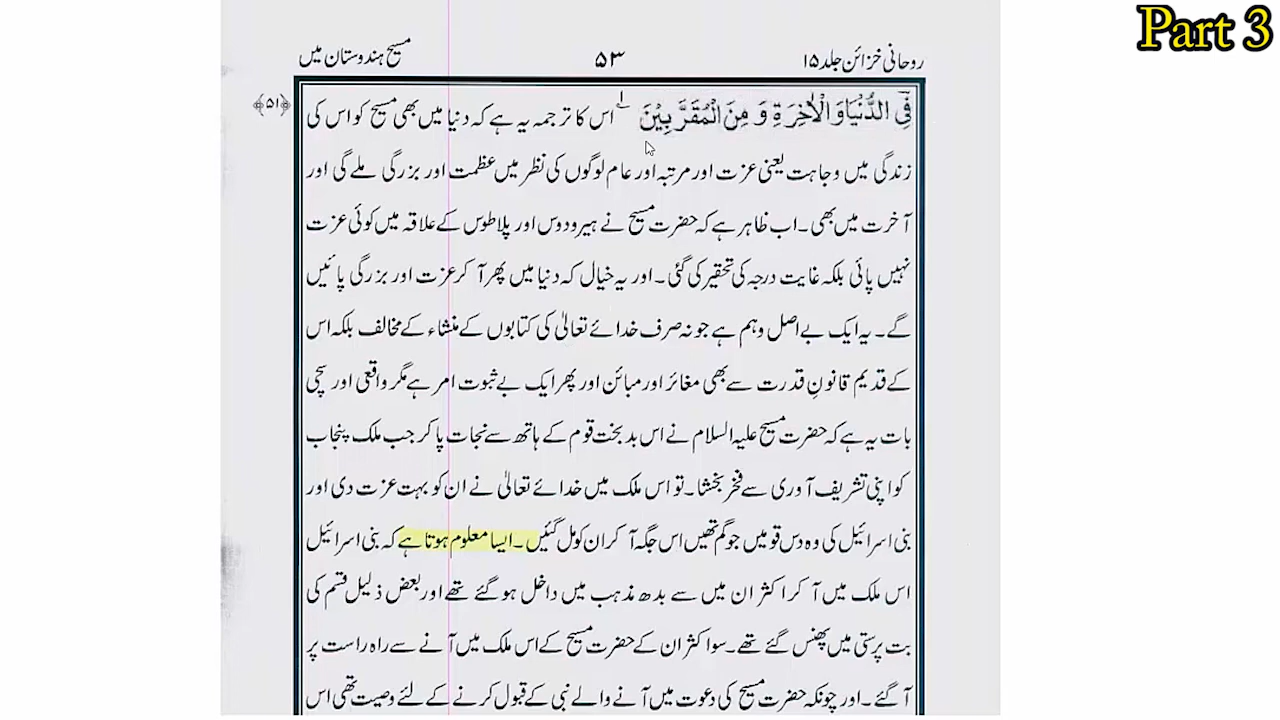 Part 3
روحانی خزائن جلد ۱۵
۵۳
مسیح ہندوستان میں
﴿۵۱﴾
فِی الدُّنْیَا وَالْاٰخِرَۃِ وَ مِنَ الْمُقَرَّبِیْنَ ۱؎ اس کا ترجمہ یہ ہے کہ دنیا میں بھی مسیح کو اس کی
زندگی میں وجاہت یعنی عزت اور مرتبہ اور عام لوگوں کی نظر میں عظمت اور بزرگی ملے گی اور
آخرت میں بھی ۔ اب ظاہر ہے کہ حضرت مسیح نے ہیرودوس اور پلاطوس کے علاقہ میں کوئی عزت
نہیں پائی بلکہ غایت درجہ کی تحقیر کی گئی ۔ اور یہ خیال کہ دنیا میں پھر آ کر عزت اور بزرگی پائیں
گے ۔ یہ ایک بے اصل وہم ہے جو نہ صرف خدائے تعالیٰ کی کتابوں کے منشاء کے مخالف بلکہ اس
کے قدیم قانونِ قدرت سے بھی مغائر اور مبائن اور پھر ایک بے ثبوت امر ہے مگر واقعی اور سچی
بات یہ ہے کہ حضرت مسیح علیہ السلام نے اس بدبخت قوم کے ہاتھ سے نجات پا کر جب ملک پنجاب
کو اپنی تشریف آوری سے فخر بخشا ۔ تو اس ملک میں خدائے تعالیٰ نے ان کو بہت عزت دی اور
بنی اسرائیل کی وہ دس قومیں جو گم تھیں اس جگہ آ کر ان کو مل گئیں ۔ ایسا معلوم ہوتا ہے کہ بنی اسرائیل
اس ملک میں آ کر اکثر ان میں سے بدھ مذہب میں داخل ہو گئے تھے اور بعض ذلیل قسم کی
بت پرستی میں پھنس گئے تھے ۔ سو اکثر ان کے حضرت مسیح کے اس ملک میں آنے سے راہ راست پر
آ گئے ۔ اور چونکہ حضرت مسیح کی دعوت میں آنے والے نبی کے قبول کرنے کے لئے وصیت تھی اس